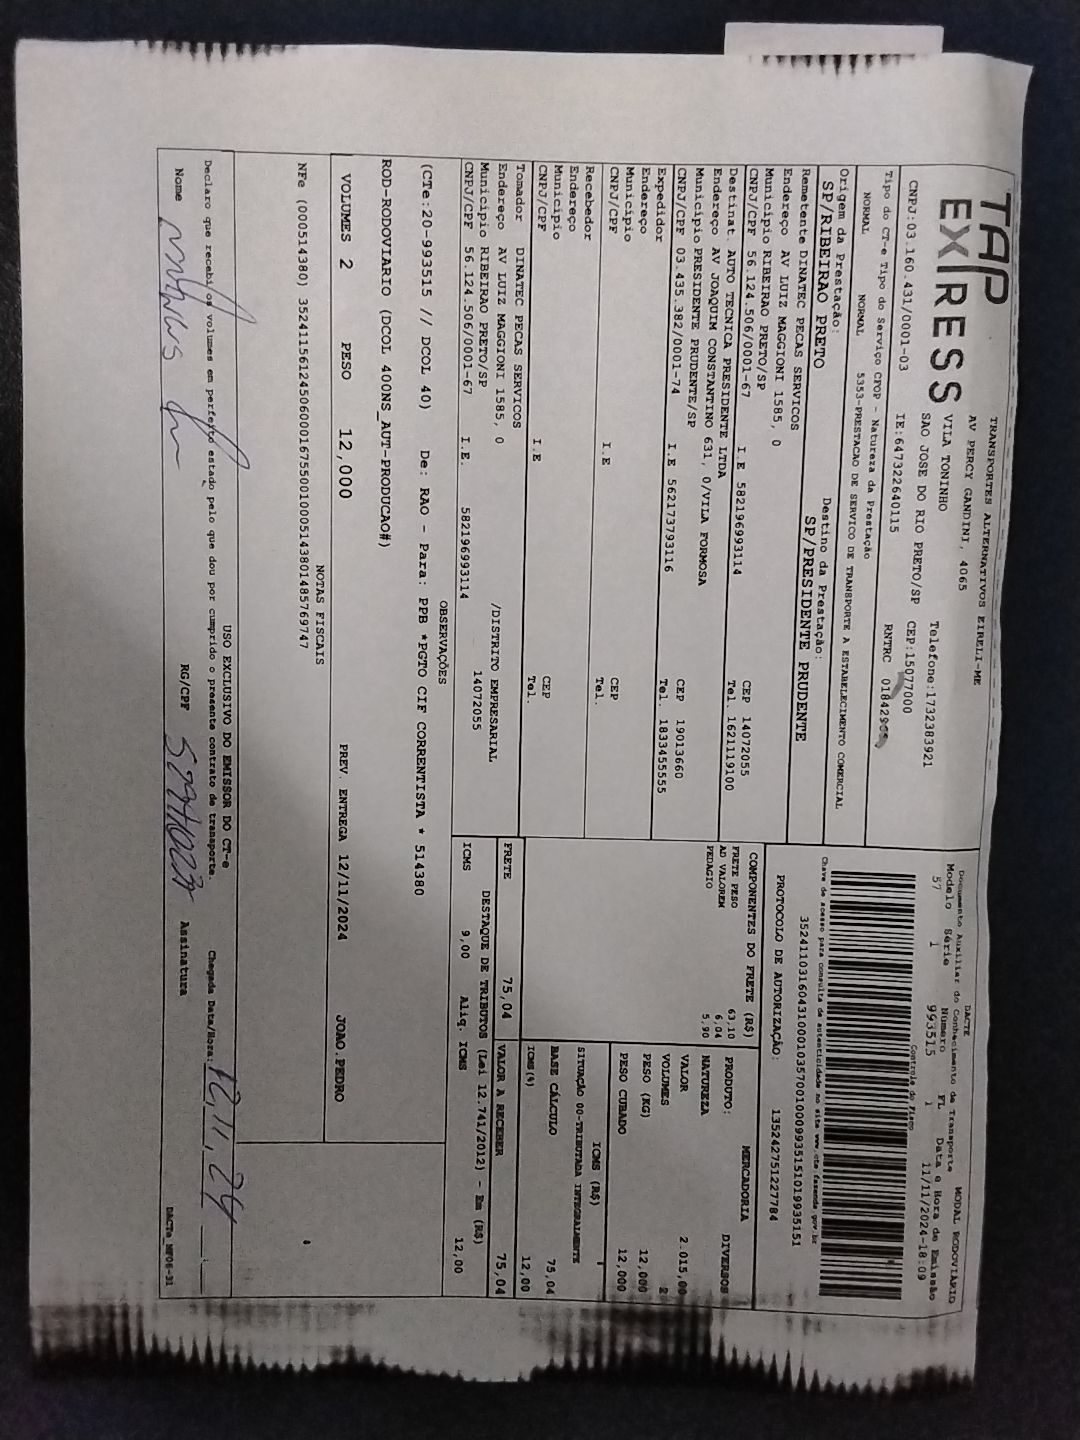 TAP EXPRESS
TRANSPORTES ALTERNATIVOS EIRELI-ME
AV PERCY GANDINI, 4065
VILA TONINHO
SAO JOSE DO RIO PRETO/SP
Telefone:1732383921
CEP:15077000
CNPJ:03.160.431/0001-03
IE:647322640115
RNTRC
Tipo do CT-e Tipo do Serviço CFOP - Natureza da Prestação
NORMAL NORMAL 5353-PRESTACAO DE SERVICO DE TRANSPORTE A ESTABELECIMENTO COMERCIAL
Origem da Prestação: Destino da Prestação:
SP/RIBEIRAO PRETO SP/PRESIDENTE PRUDENTE
Remetente DINATEC PECAS SERVICOS
Endereço AV LUIZ MAGGIONI 1585, 0
Município RIBEIRAO PRETO/SP CEP 14072055
CNPJ/CPF 56.124.506/0001-67 I.E 582196993114 Tel. 1621119100
Destinat. AUTO TECNICA PRESIDENTE LTDA
Endereço AV JOAQUIM CONSTANTINO 631, 0/VILA FORMOSA
Município PRESIDENTE PRUDENTE/SP CEP 19013660
CNPJ/CPF 03.435.382/0001-74 I.E 562173793116 Tel. 1833455555
Expedidor
Endereço
Município CEP
CNPJ/CPF I.E Tel.
Recebedor
Endereço
Município CEP
CNPJ/CPF I.E Tel.
Tomador DINATEC PECAS SERVICOS
Endereço AV LUIZ MAGGIONI 1585, 0 /DISTRITO EMPRESARIAL
Município RIBEIRAO PRETO/SP 14072055
CNPJ/CPF 56.124.506/0001-67 I.E. 582196993114
DACTE MODAL RODOVIARIO
Documento Auxiliar do Conhecimento de Transporte
Modelo Série Número FL Data e Hora de Emissão
57 1 993515 1 11/11/2024-18:09
Controle do Fisco
Chave de acesso para consulta de autenticidade no site www.cte.fazenda.gov.br
35241103160431000103570010009935151019935151
PROTOCOLO DE AUTORIZAÇÃO: 135242751227784
COMPONENTES DO FRETE (R$)
FRETE PESO 63,10
AD VALOREM 6,04
PEDAGIO 5,90
MERCADORIA
PRODUTO: DIVERSOS
NATUREZA
VALOR 2.015,00
VOLUMES 2
PESO (KG) 12,000
PESO CUBADO 12,000
ICMS (R$)
SITUAÇÃO 00-TRIBUTADA INTEGRALMENTE
BASE CÁLCULO 75,04
ICMS(%) 12,00
FRETE 75,04 VALOR A RECEBER 75,04
DESTAQUE DE TRIBUTOS (Lei 12.741/2012) - Em (R$)
ICMS 9,00 Aliq. ICMS 12,00
OBSERVAÇÕES
(CTe:20-993515 // DCOL 40) De: RAO - Para: PPB *PGTO CIF CORRENTISTA * 514380
ROD-RODOVIARIO (DCOL 400NS_AUT-PRODUCAO#)
VOLUMES 2 PESO 12,000 PREV. ENTREGA 12/11/2024 JOAO.PEDRO
NOTAS FISCAIS
NFe (000514380) 35241156124506000167550010005143801485769747
USO EXCLUSIVO DO EMISSOR DO CT-e
Declaro que recebi os volumes em perfeito estado pelo que dou por cumprido o presente contrato de transporte. Chegada Data/Hora: 12,11,24
Nome RG/CPF Assinatura
DACTe_MF06-31